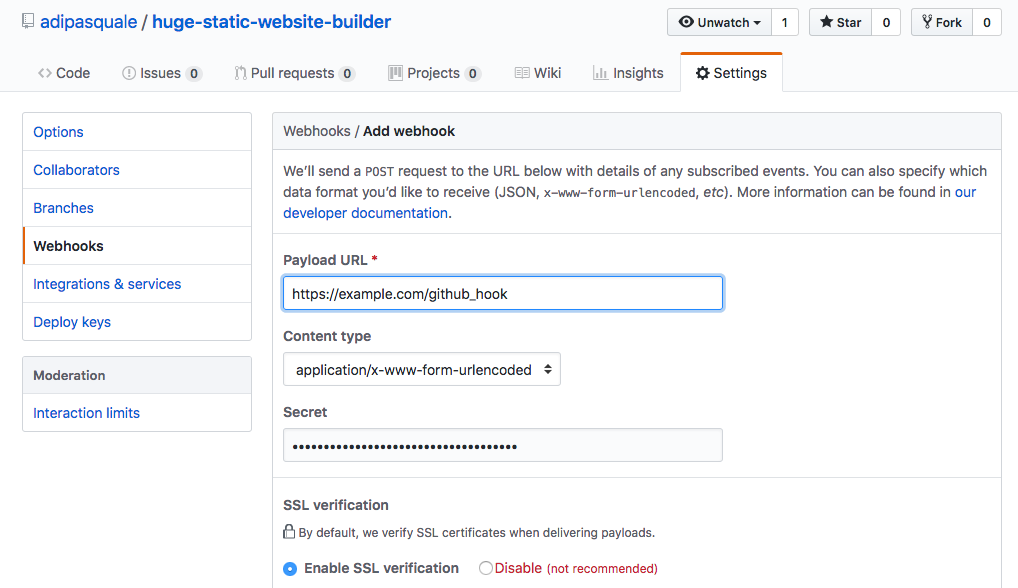 adipasquale / huge-static-website-builder
Unwatch 1 Star 0 Fork 0
Code Issues 0 Pull requests 0 Projects 0 Wiki Insights Settings
Options
Collaborators
Branches
Webhooks
Integrations & services
Deploy keys
Moderation
Interaction limits
Webhooks / Add webhook
We’ll send a POST request to the URL below with details of any subscribed events. You can also specify which
data format you’d like to receive (JSON, x-www-form-urlencoded, etc). More information can be found in our
developer documentation.
Payload URL *
https://example.com/github_hook
Content type
application/x-www-form-urlencoded
Secret
••••••••••••••••••••••••••••••••••••
SSL verification
By default, we verify SSL certificates when delivering payloads.
Enable SSL verification Disable (not recommended)